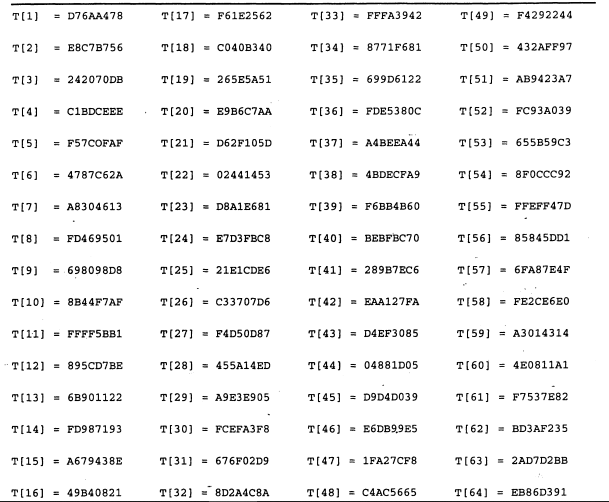 T[1] = D76AA478 T[17] = F61E2562 T[33] = FFFA3942 T[49] = F4292244
T[2] = E8C7B756 T[18] = C040B340 T[34] = 8771F681 T[50] = 432AFF97
T[3] = 242070DB T[19] = 265E5A51 T[35] = 699D6122 T[51] = AB9423A7
T[4] = C1BDCEEE T[20] = E9B6C7AA T[36] = FDE5380C T[52] = FC93A039
T[5] = F57COFAF T[21] = D62F105D T[37] = A4BEEA44 T[53] = 655B59C3
T[6] = 4787C62A T[22] = 02441453 T[38] = 4BDECFA9 T[54] = 8F0CCC92
T[7] = A8304613 T[23] = D8A1E681 T[39] = F6BB4B60 T[55] = FFEFF47D
T[8] = FD469501 T[24] = E7D3FBC8 T[40] = BEBFBC70 T[56] = 85845DD1
T[9] = 698098D8 T[25] = 21E1CDE6 T[41] = 289B7EC6 T[57] = 6FA87E4F
T[10] = 8B44F7AF T[26] = C33707D6 T[42] = EAA127FA T[58] = FE2CE6E0
T[11] = FFFF5BB1 T[27] = F4D50D87 T[43] = D4EF3085 T[59] = A3014314
T[12] = 895CD7BE T[28] = 455A14ED T[44] = 04881D05 T[60] = 4E0811A1
T[13] = 6B901122 T[29] = A9E3E905 T[45] = D9D4D039 T[61] = F7537E82
T[14] = FD987193 T[30] = FCEFA3F8 T[46] = E6DB99E5 T[62] = BD3AF235
T[15] = A679438E T[31] = 676F02D9 T[47] = 1FA27CF8 T[63] = 2AD7D2BB
T[16] = 49B40821 T[32] = 8D2A4C8A T[48] = C4AC5665 T[64] = EB86D391